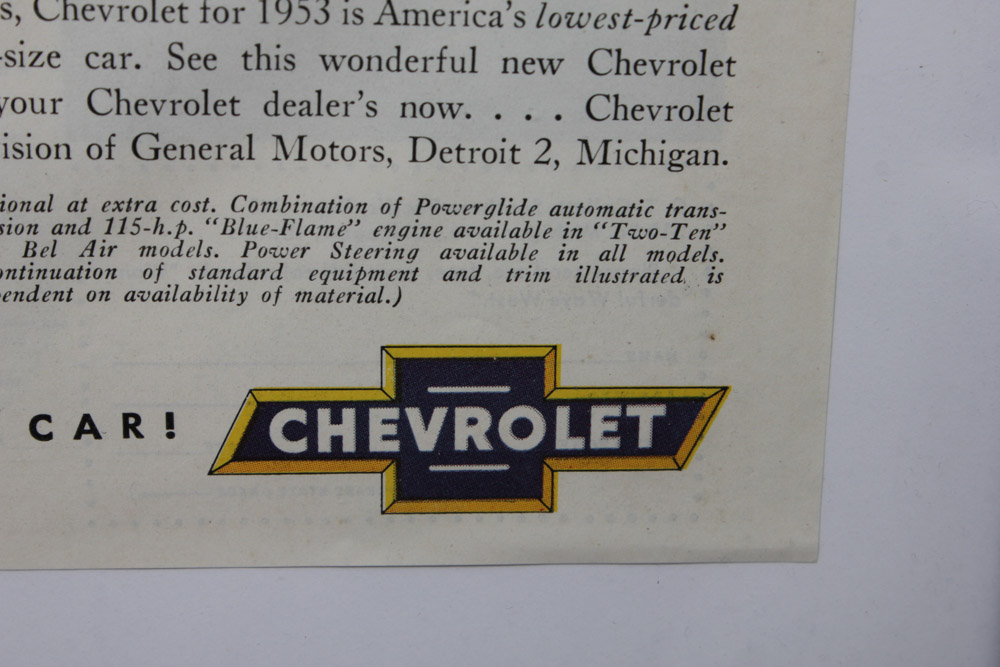 s, Chevrolet for 1953 is America's lowest-priced
-size car. See this wonderful new Chevrolet
your Chevrolet dealer's now. . . . Chevrolet
ision of General Motors, Detroit 2, Michigan.
ional at extra cost. Combination of Powerglide automatic trans-
sion and 115-h.p. "Blue-Flame" engine available in "Two-Ten"
Bel Air models. Power Steering available in all models.
ontinuation of standard equipment and trim illustrated is
pendent on availability of material.)
CAR!
CHEVROLET